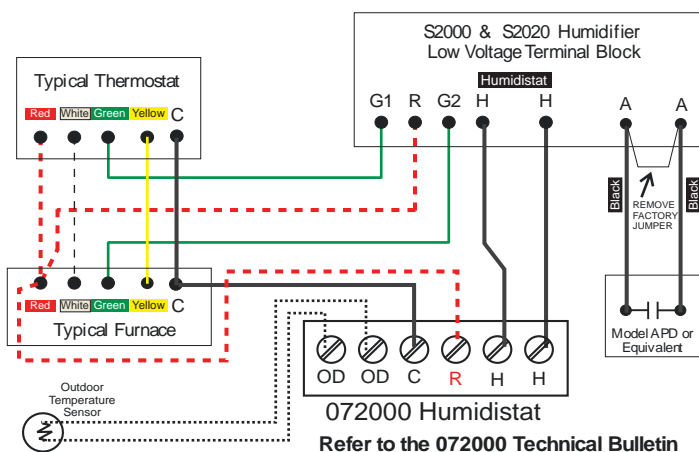 S2000 & S2020 Humidifier
Low Voltage Terminal Block
Humidistat
G1 R G2 H H A A
Typical Thermostat
Red White Green Yellow C
Black Black
REMOVE
FACTORY
JUMPER
Red White Green Yellow C
Typical Furnace
Model APD or
Equivalent
OD OD C R H H
072000 Humidistat
Outdoor
Temperature
Sensor
Refer to the 072000 Technical Bulletin